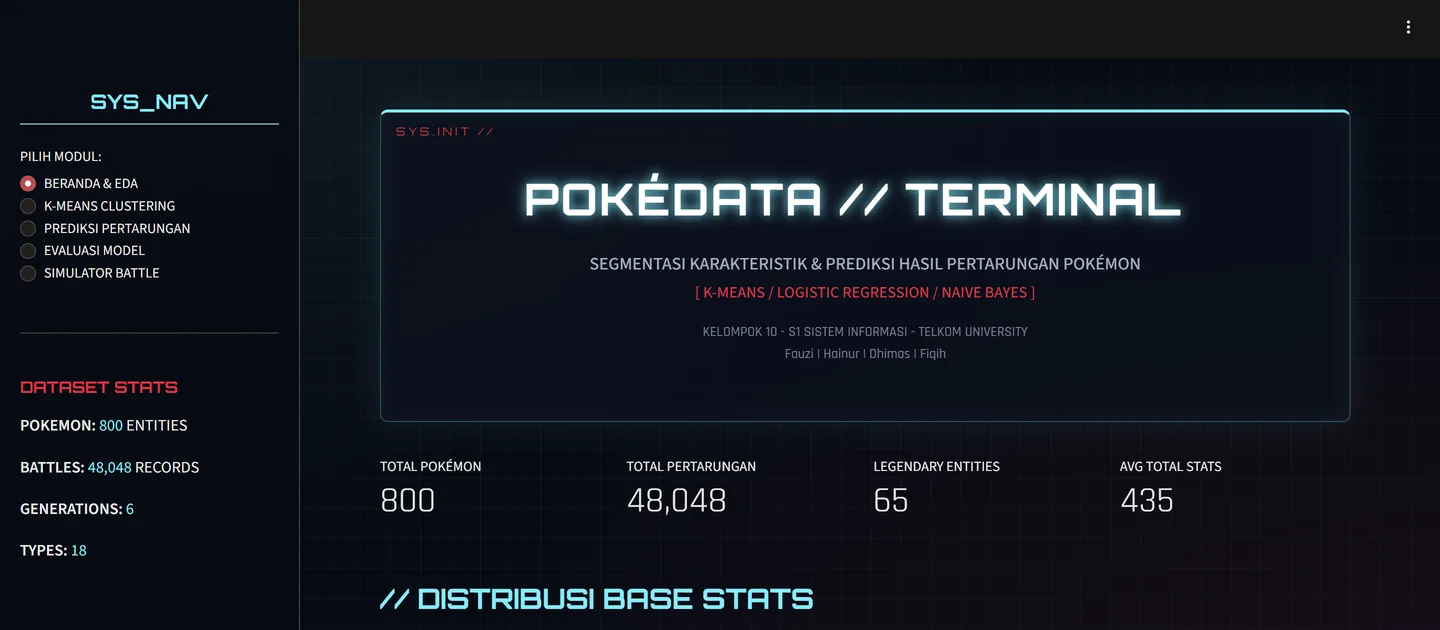 SYS_NAV
PILIH MODUL:
BERANDA & EDA
K-MEANS CLUSTERING
PREDIKSI PERTARUNGAN
EVALUASI MODEL
SIMULATOR BATTLE
DATASET STATS
POKEMON: 800 ENTITIES
BATTLES: 48,048 RECORDS
GENERATIONS: 6
TYPES: 18
SYS.INIT //
POKÉDATA // TERMINAL
SEGMENTASI KARAKTERISTIK & PREDIKSI HASIL PERTARUNGAN POKÉMON
[ K-MEANS / LOGISTIC REGRESSION / NAIVE BAYES ]
KELOMPOK 10 - S1 SISTEM INFORMASI - TELKOM UNIVERSITY
Fauzi | Hainur | Dhimas | Fiqih
TOTAL POKÉMON
800
TOTAL PERTARUNGAN
48,048
LEGENDARY ENTITIES
65
AVG TOTAL STATS
435
// DISTRIBUSI BASE STATS